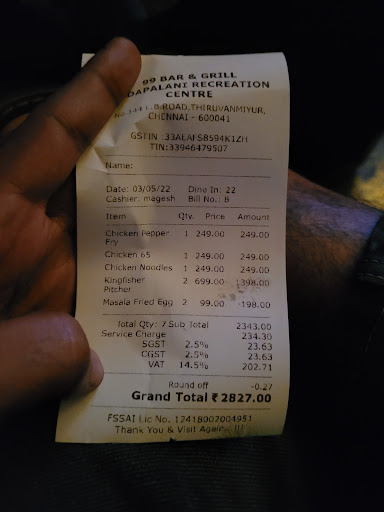 99 BAR & GRILL
DAPALANI RECREATION
CENTRE
L.B.ROAD,THIRUVANMIYUR,
CHENNAI - 600041
GSTIN :33AEAFS8594K1ZH
TIN:33946479507
Name:
Date: 03/05/22 Dine In: 22
Cashier: magesh Bill No.: 8
Item Qty. Price Amount
Chicken Pepper 1 249.00 249.00
Fry
Chicken 65 1 249.00 249.00
Chicken Noodles 1 249.00 249.00
Kingfisher 2 699.00 1398.00
Pitcher
Masala Fried Egg 2 99.00 198.00
Total Qty: 7 Sub Total 2343.00
Service Charge 234.30
SGST 2.5% 23.63
CGST 2.5% 23.63
VAT 14.5% 202.71
Round off -0.27
Grand Total ₹ 2827.00
FSSAI Lic No. 12418002004951
Thank You & Visit Again